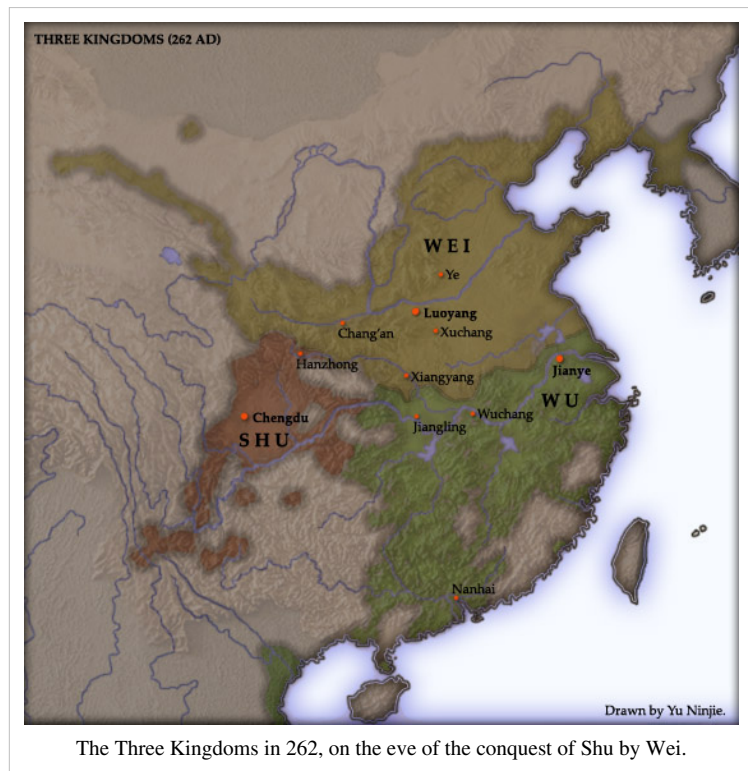 THREE KINGDOMS (262 AD)
WEI
Ye
Luoyang
Chang'an
Xuchang
Hanzhong
Xiangyang
Jianye
WU
Chengdu
Jiangling
Wuchang
SHU
Nanhai
Drawn by Yu Ninjie.
The Three Kingdoms in 262, on the eve of the conquest of Shu by Wei.